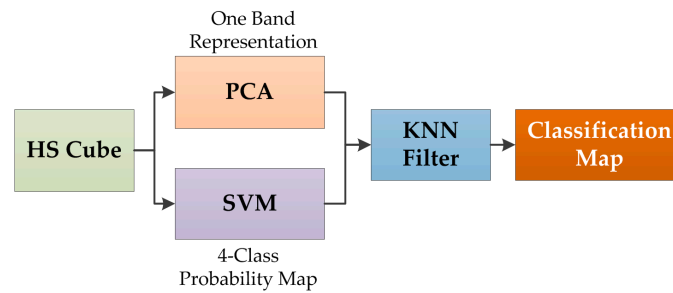 One Band
Representation
PCA
HS Cube
SVM
4-Class
Probability Map
KNN
Filter
Classification
Map